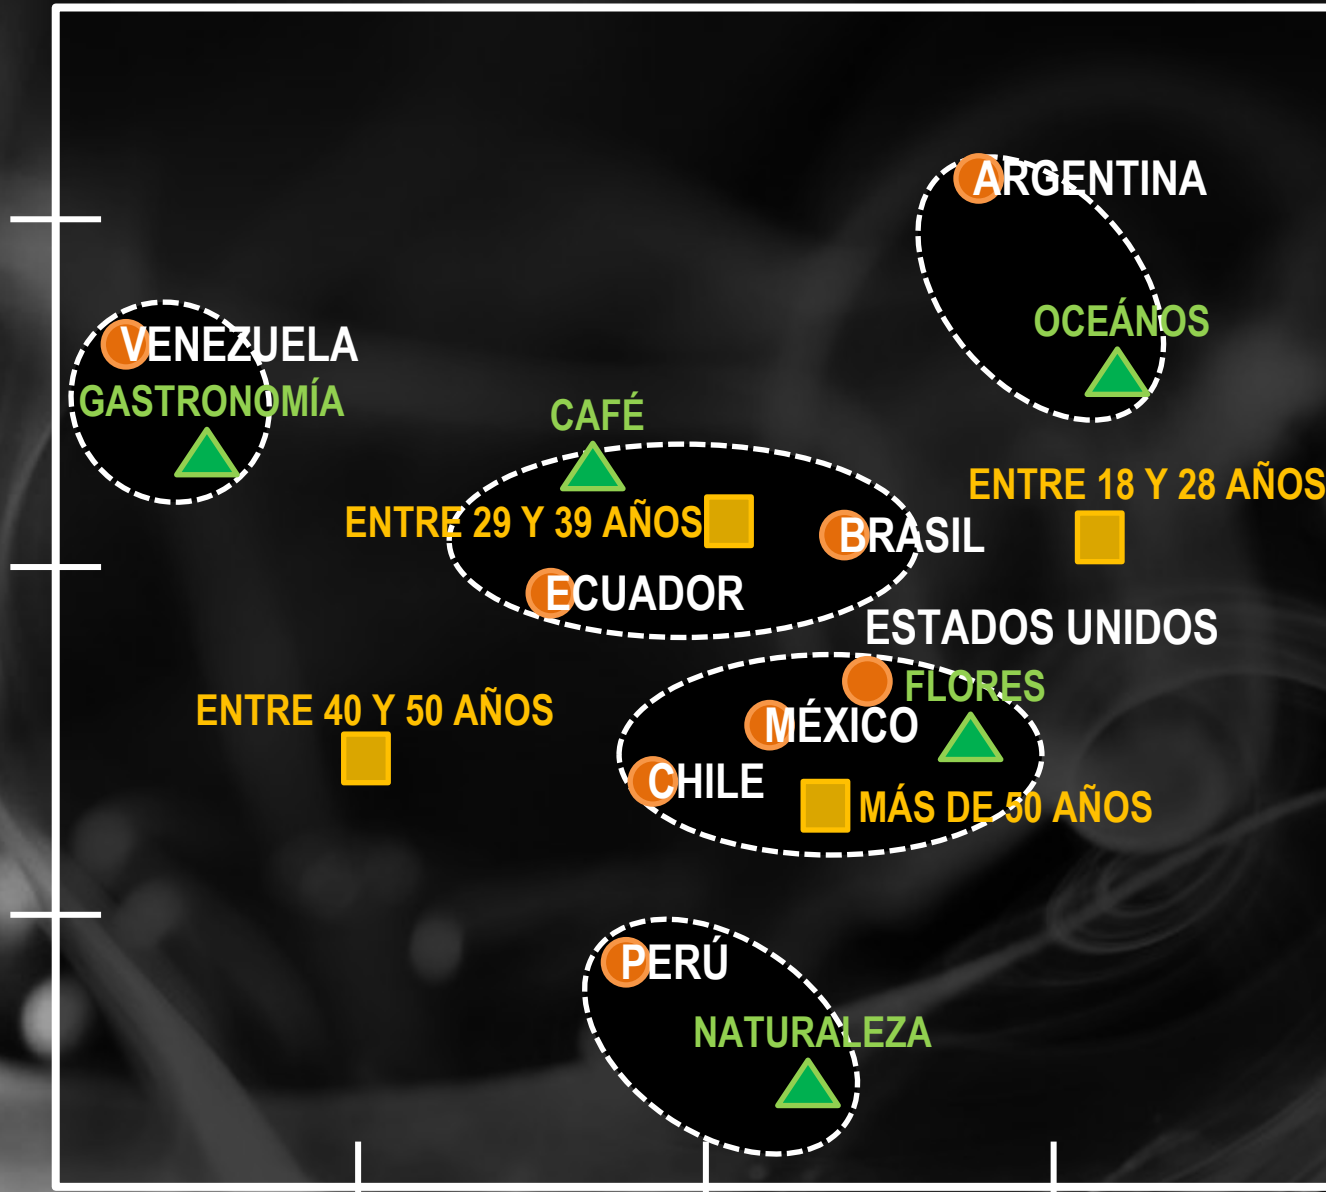 ARGENTINA
OCEÁNOS
VENEZUELA
GASTRONOMÍA
CAFÉ
ENTRE 18 Y 28 AÑOS
ENTRE 29 Y 39 AÑOS
BRASIL
ECUADOR
ESTADOS UNIDOS
FLORES
ENTRE 40 Y 50 AÑOS
MÉXICO
CHILE
MÁS DE 50 AÑOS
PERÚ
NATURALEZA